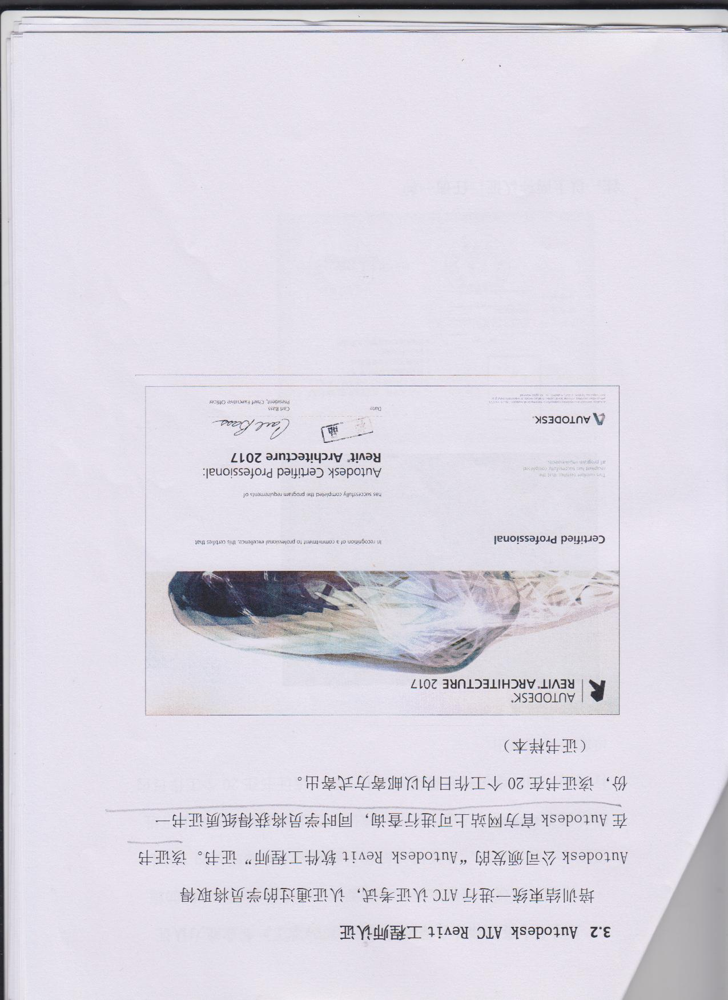 3.2 Autodesk ATC Revit 工程师认证
培训结束统一进行 ATC 认证考试，认证通过的学员将取得
Autodesk 公司颁发的“Autodesk Revit 软件工程师”证书。该证书
在 Autodesk 官方网站上可进行查询，同时学员将获得纸质证书一
份，该证书在 20 个工作日内以邮寄方式寄出。
（证书样本）
AUTODESK®
REVIT® ARCHITECTURE 2017
Certified Professional
In recognition of a commitment to professional excellence, this certifies that
has successfully completed the program requirements of
This number certifies that the
recipient has successfully completed
all program requirements.
Autodesk Certified Professional:
Revit® Architecture 2017
AUTODESK®
Carl Bass
Date
Carl Bass
President, Chief Executive Officer